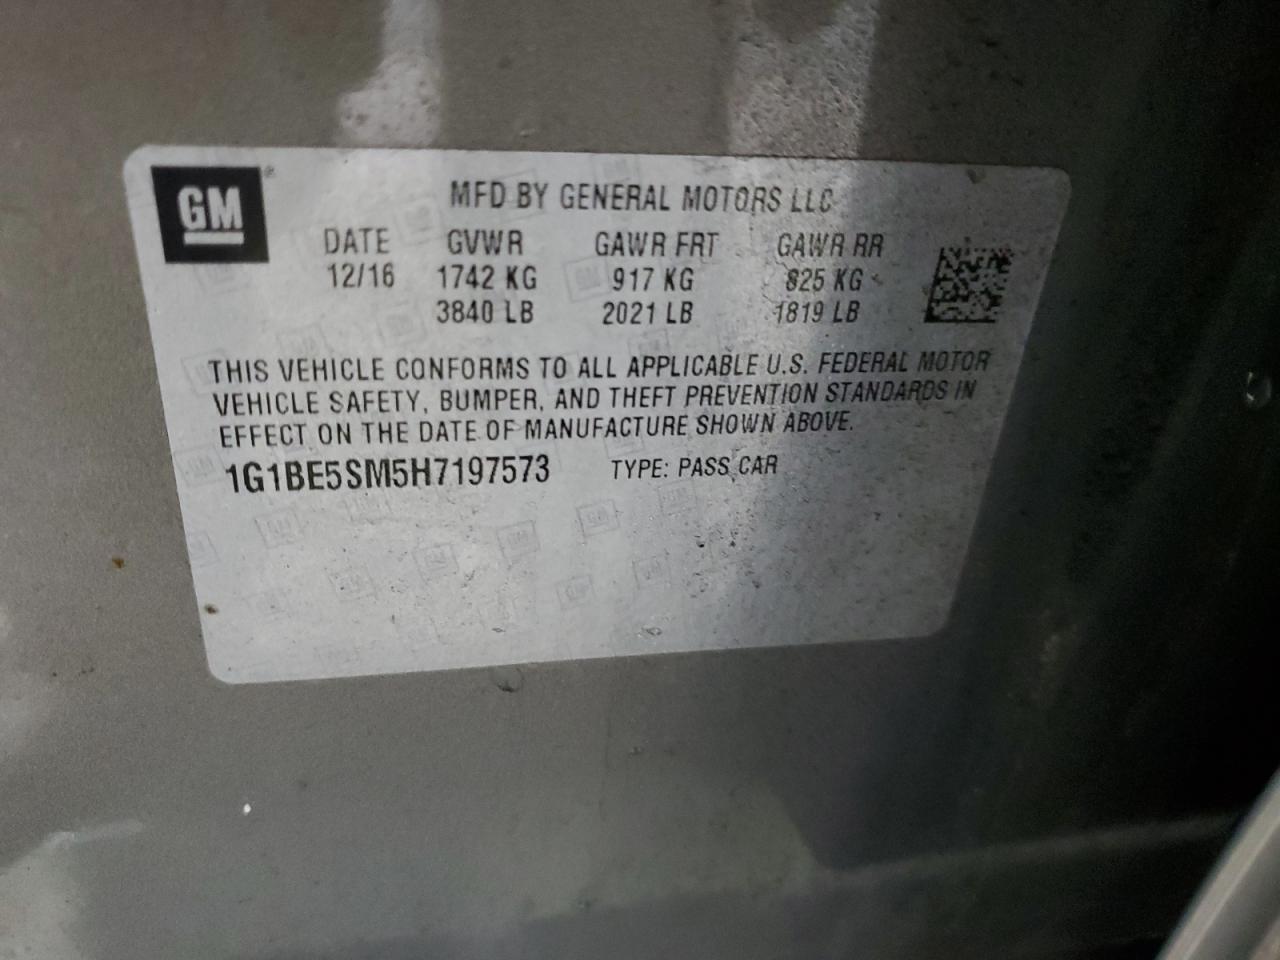 GM
MFD BY GENERAL MOTORS LLC
DATE GVWR GAWR FRT GAWR RR
12/16 1742 KG 917 KG 825 KG
3840 LB 2021 LB 1819 LB
THIS VEHICLE CONFORMS TO ALL APPLICABLE U.S. FEDERAL MOTOR
VEHICLE SAFETY, BUMPER, AND THEFT PREVENTION STANDARDS IN
EFFECT ON THE DATE OF MANUFACTURE SHOWN ABOVE.
1G1BE5SM5H7197573 TYPE: PASS CAR